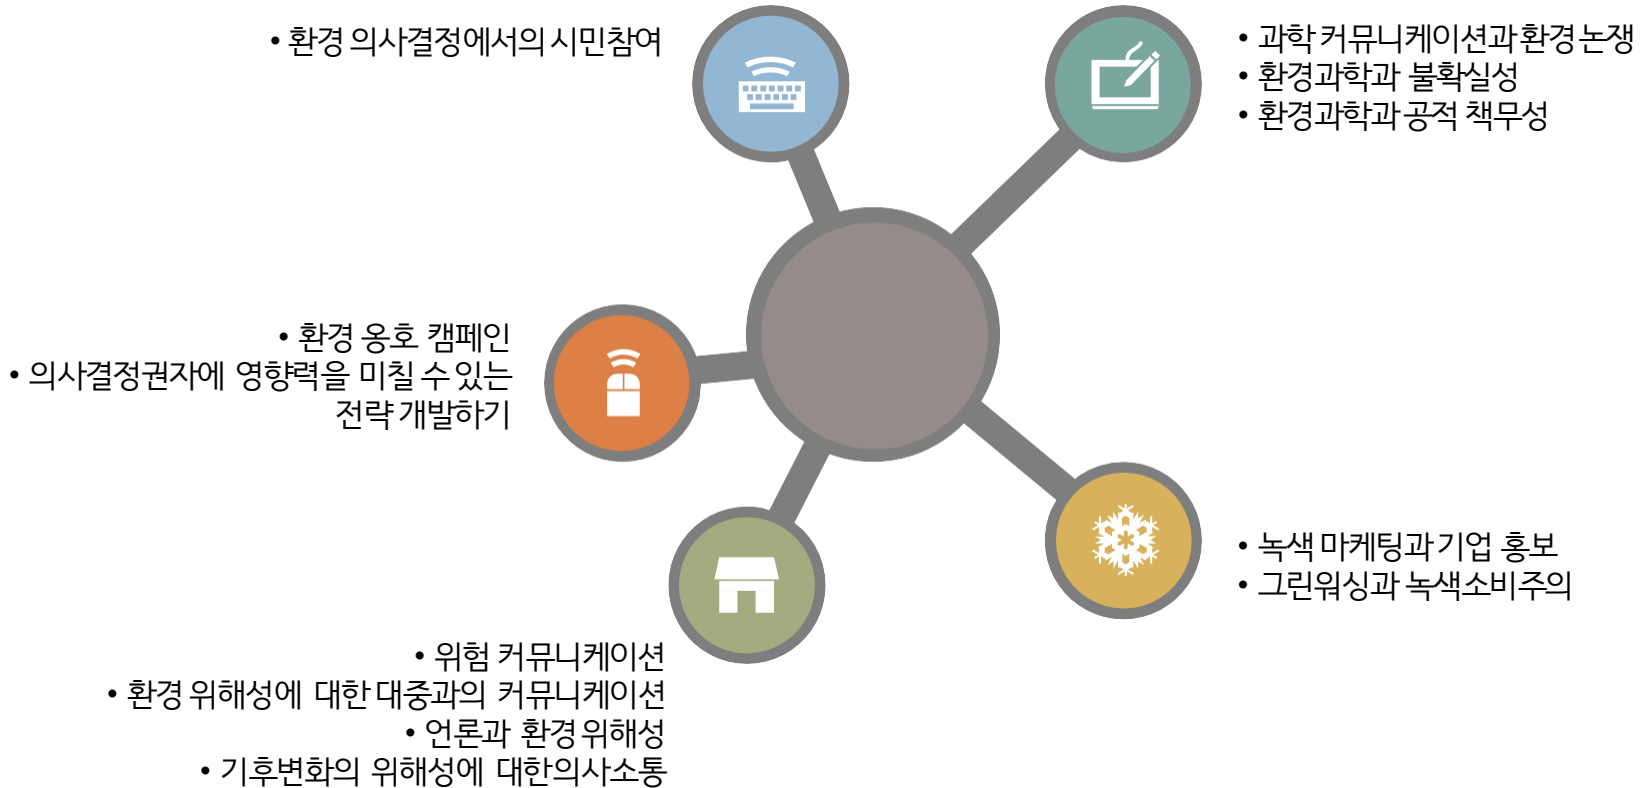 • 환경 의사결정에서의 시민참여
• 과학 커뮤니케이션과 환경 논쟁
• 환경과학과 불확실성
• 환경과학과 공적 책무성
• 환경 옹호 캠페인
• 의사결정권자에 영향력을 미칠 수 있는
전략 개발하기
• 녹색 마케팅과 기업 홍보
• 그린워싱과 녹색소비주의
• 위험 커뮤니케이션
• 환경 위해성에 대한 대중과의 커뮤니케이션
• 언론과 환경 위해성
• 기후변화의 위해성에 대한 의사소통